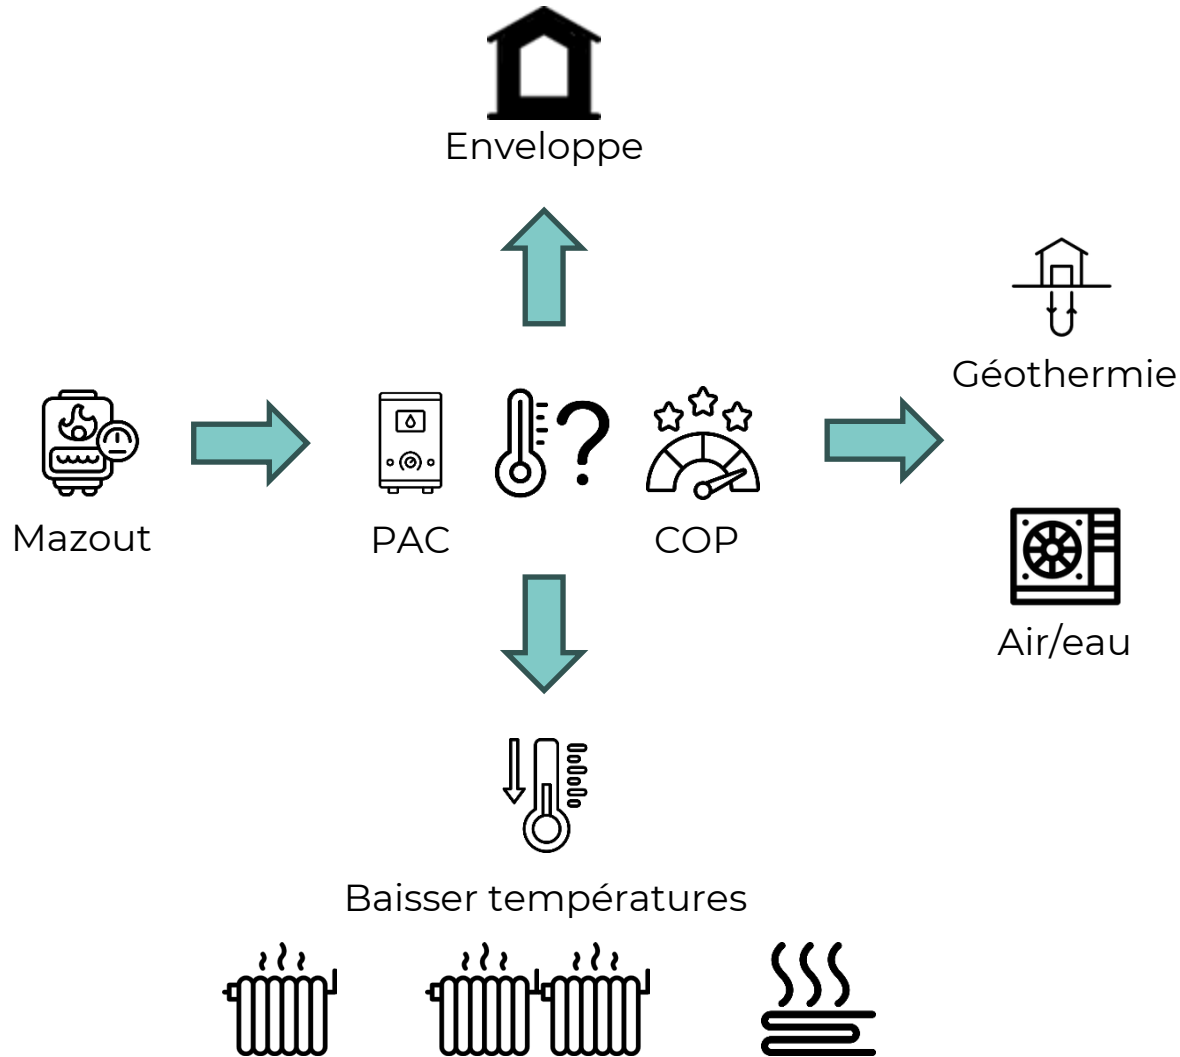 Enveloppe
Géothermie
Mazout
PAC
?
COP
Air/eau
Baisser températures